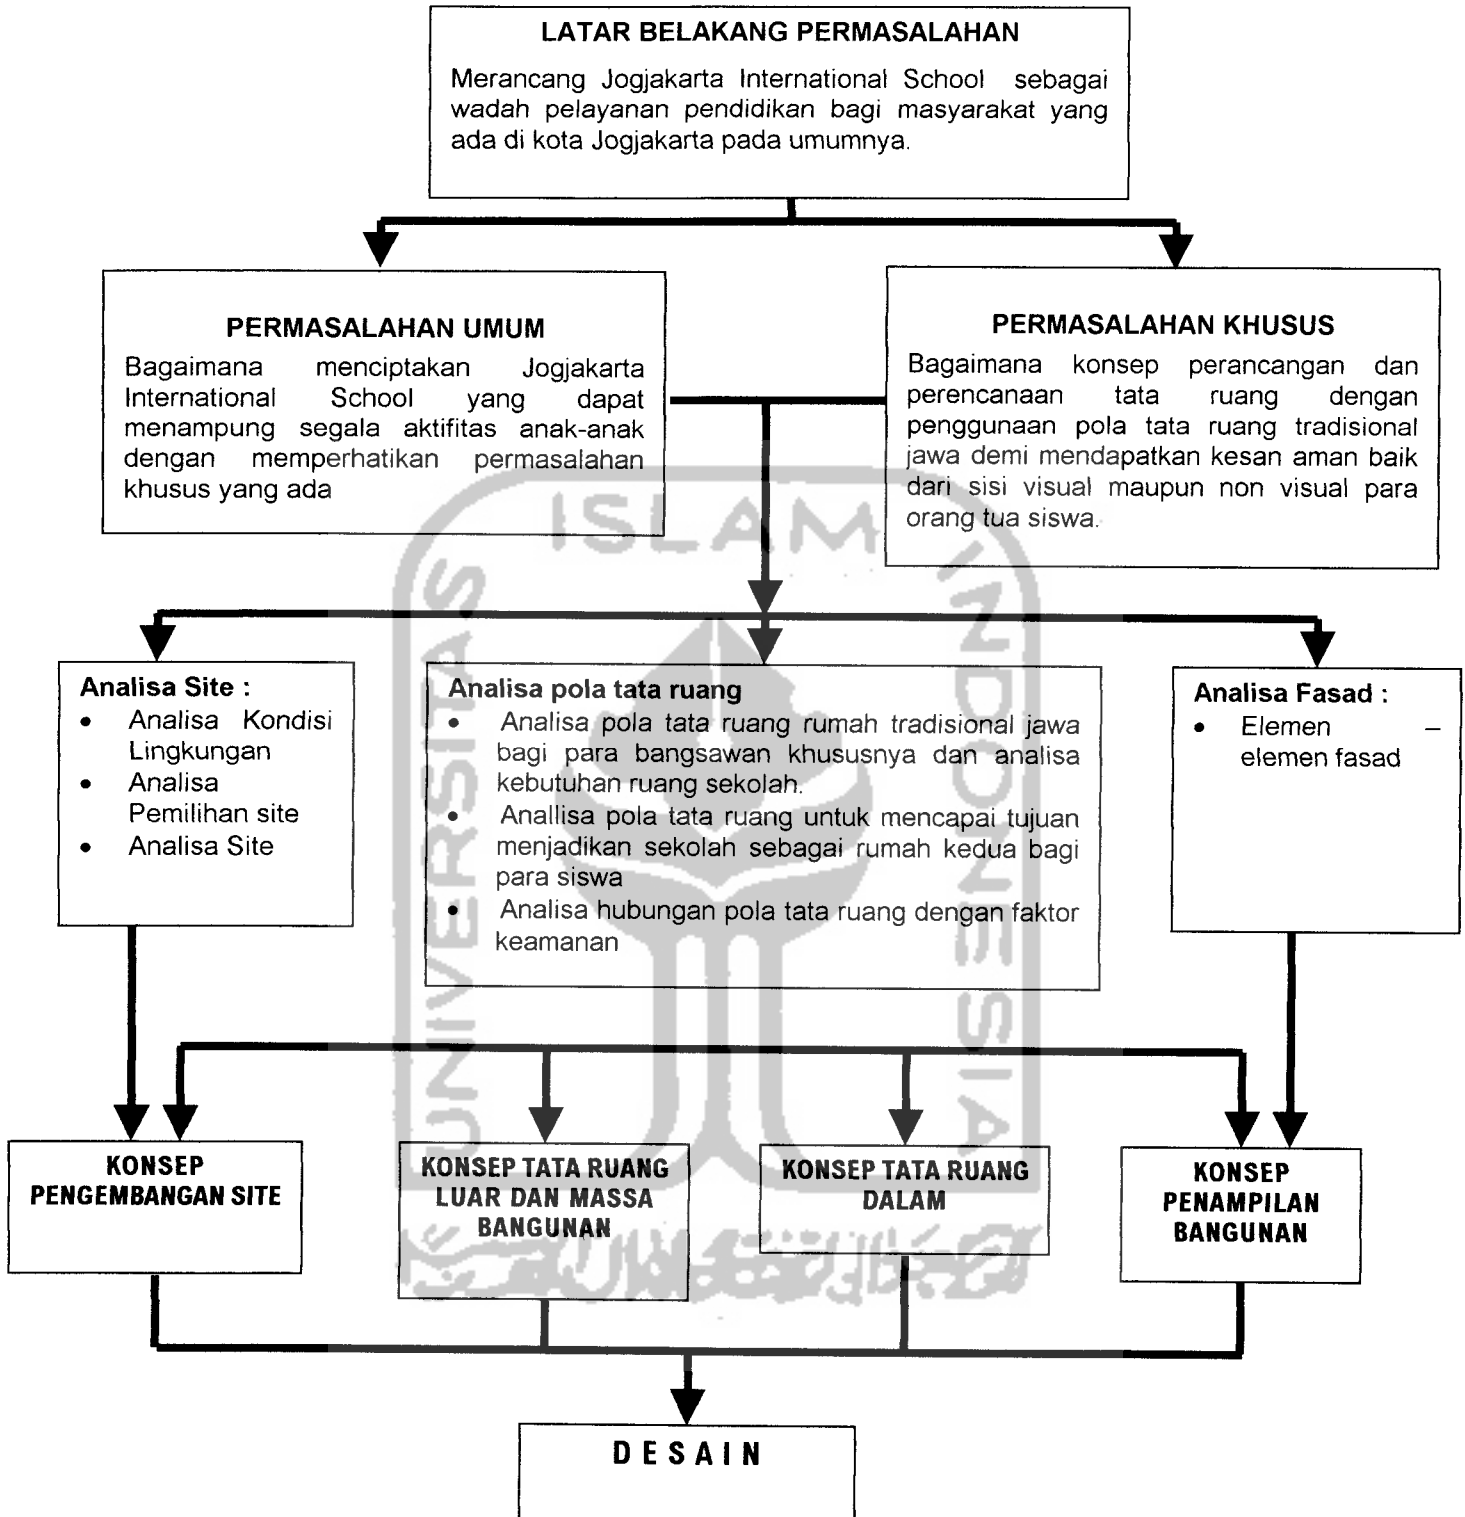 LATAR BELAKANG PERMASALAHAN
Merancang Jogjakarta International School sebagai
wadah pelayanan pendidikan bagi masyarakat yang
ada di kota Jogjakarta pada umumnya.
PERMASALAHAN UMUM
Bagaimana menciptakan Jogjakarta
International School yang dapat
menampung segala aktifitas anak-anak
dengan memperhatikan permasalahan
khusus yang ada
PERMASALAHAN KHUSUS
Bagaimana konsep perancangan dan
perencanaan tata ruang dengan
penggunaan pola tata ruang tradisional
jawa demi mendapatkan kesan aman baik
dari sisi visual maupun non visual para
orang tua siswa.
Analisa Site :
• Analisa Kondisi
Lingkungan
• Analisa
Pemilihan site
• Analisa Site
Analisa pola tata ruang
• Analisa pola tata ruang rumah tradisional jawa
bagi para bangsawan khususnya dan analisa
kebutuhan ruang sekolah.
• Anallisa pola tata ruang untuk mencapai tujuan
menjadikan sekolah sebagai rumah kedua bagi
para siswa
• Analisa hubungan pola tata ruang dengan faktor
keamanan
Analisa Fasad :
• Elemen –
elemen fasad
KONSEP
PENGEMBANGAN SITE
KONSEP TATA RUANG
LUAR DAN MASSA
BANGUNAN
KONSEP TATA RUANG
DALAM
KONSEP
PENAMPILAN
BANGUNAN
D E S A I N
UNIVERSITAS
ISLAM
INDONESIA